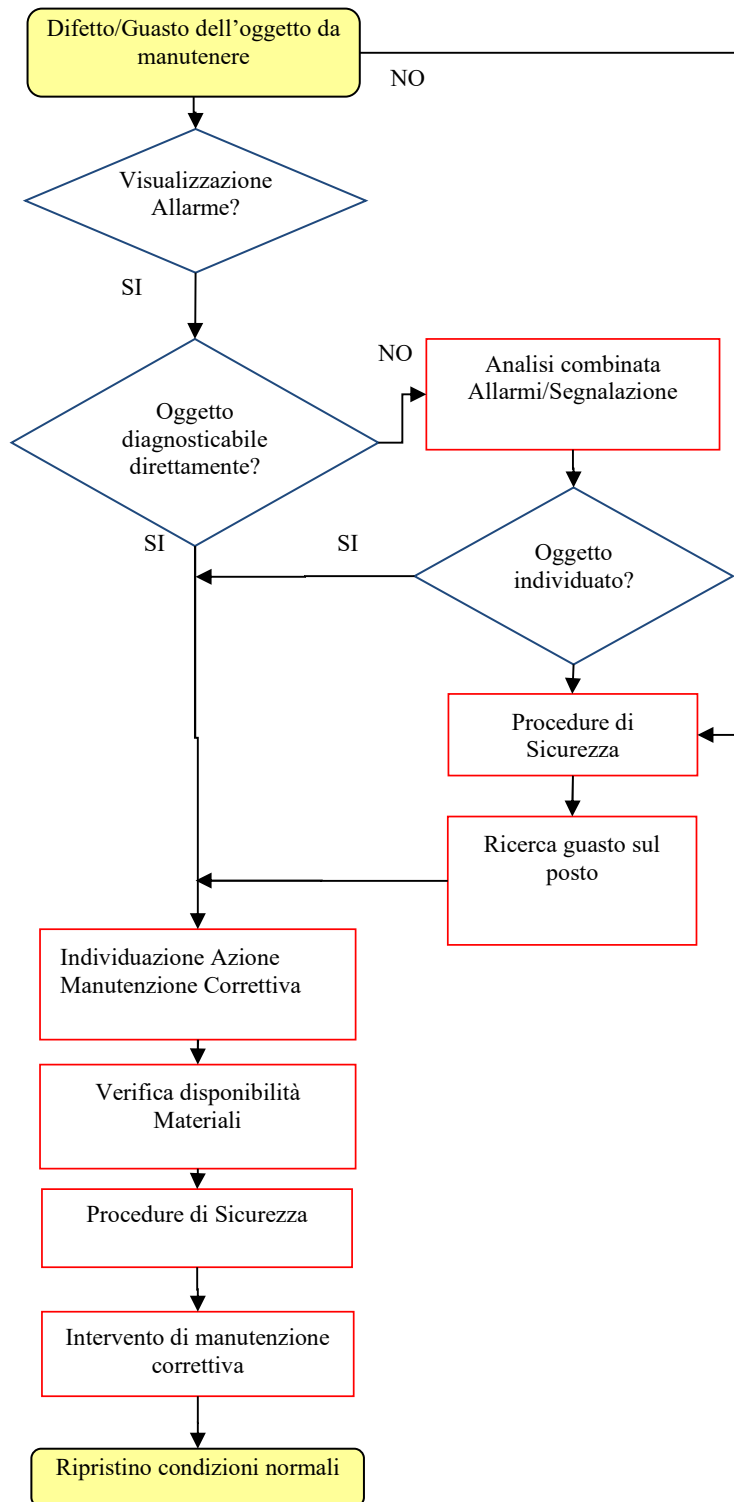 Difetto/Guasto dell’oggetto da
manutenere
NO
Visualizzazione
Allarme?
SI
NO
Analisi combinata
Allarmi/Segnalazione
Oggetto
diagnosticabile
direttamente?
SI
SI
Oggetto
individuato?
Procedure di
Sicurezza
Ricerca guasto sul
posto
Individuazione Azione
Manutenzione Correttiva
Verifica disponibilità
Materiali
Procedure di Sicurezza
Intervento di manutenzione
correttiva
Ripristino condizioni normali